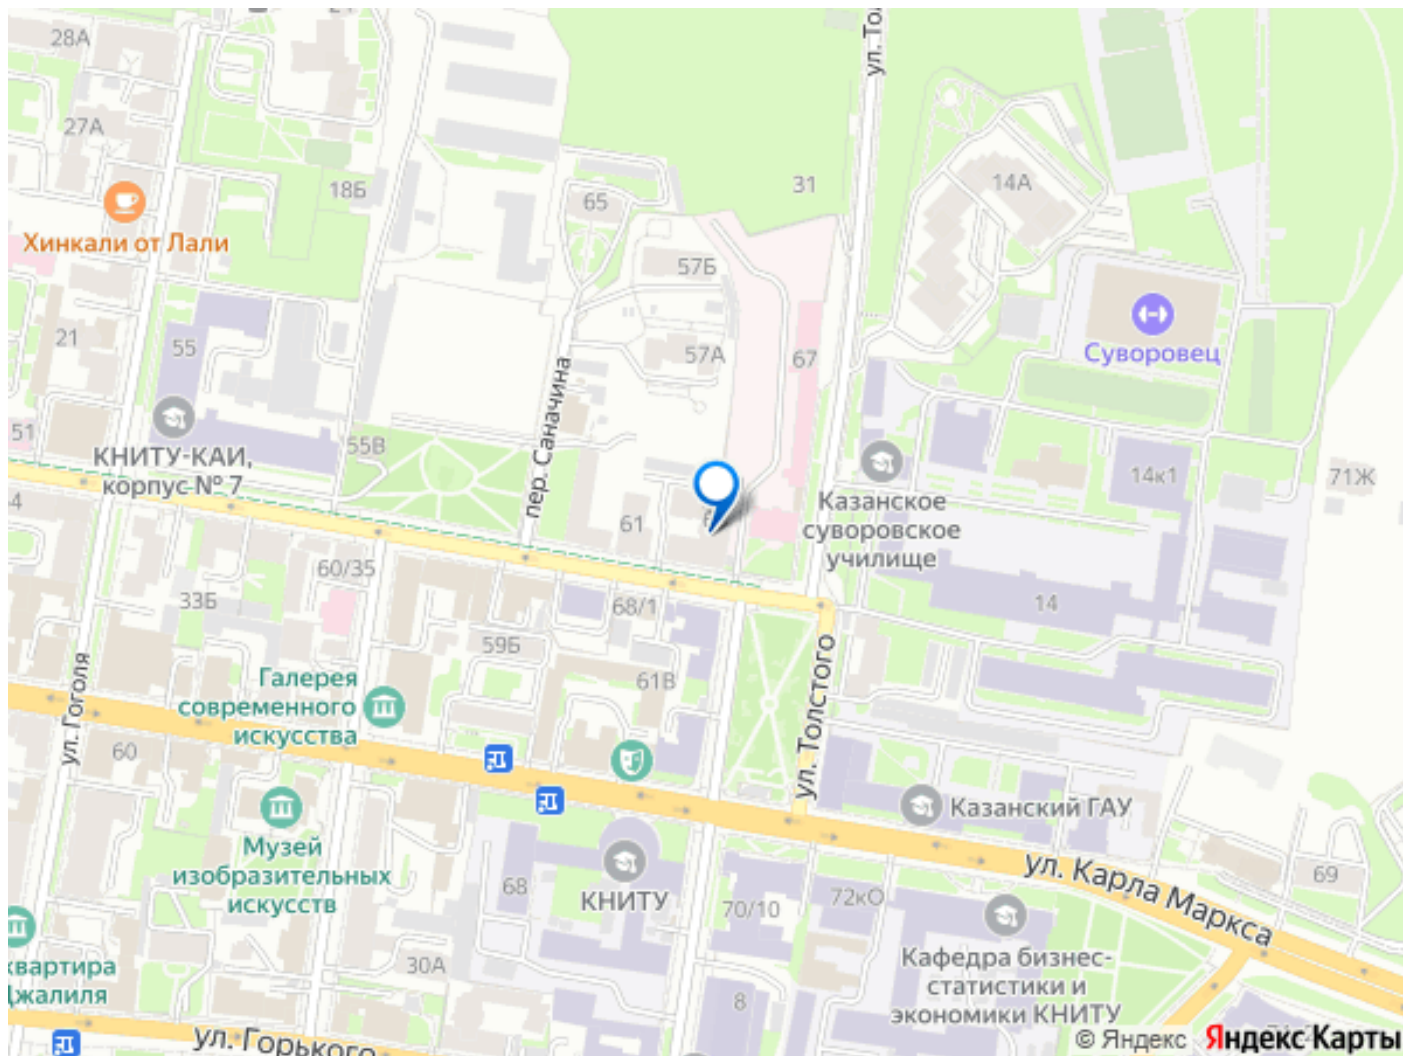 28А
27А
18Б
Хинкали от Лали
65
31
14А
ул. То
57Б
57А
67
Суворовец
21
55
пер. Саначина
51
КНИТУ-КАИ,
корпус № 7
55В
61
Казанское
суворовское
училище
14к1
71Ж
60/35
33Б
68/1
59Б
61В
14
ул. Гоголя
Галерея
современного
искусства
ул. Толстого
60
Музей
изобразительных
искусств
68
КНИТУ
70/10
72кО
Казанский ГАУ
ул. Карла Маркса
69
квартира
Джалиля
30А
8
Кафедра бизнес-
статистики и
экономики КНИТУ
ул. Горького
© Яндекс Яндекс Карты